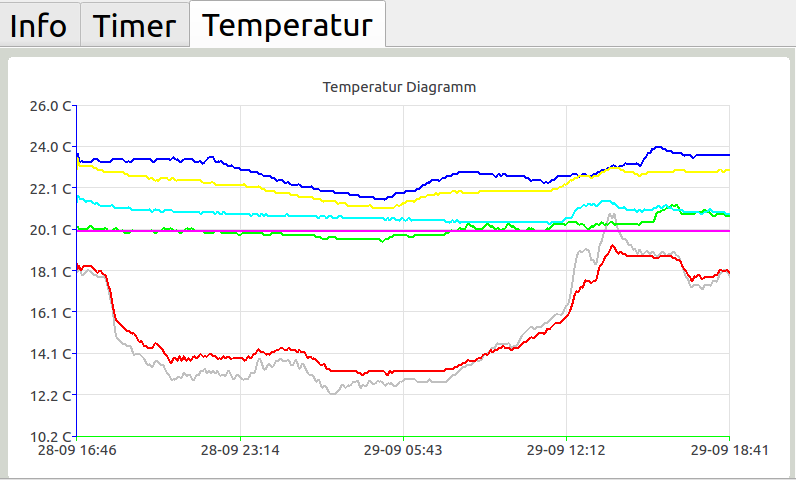 Info Timer Temperatur
Temperatur Diagramm
26.0 C
24.0 C
22.1 C
20.1 C
18.1 C
16.1 C
14.1 C
12.2 C
10.2 C
28-09 16:46 28-09 23:14 29-09 05:43 29-09 12:12 29-09 18:41